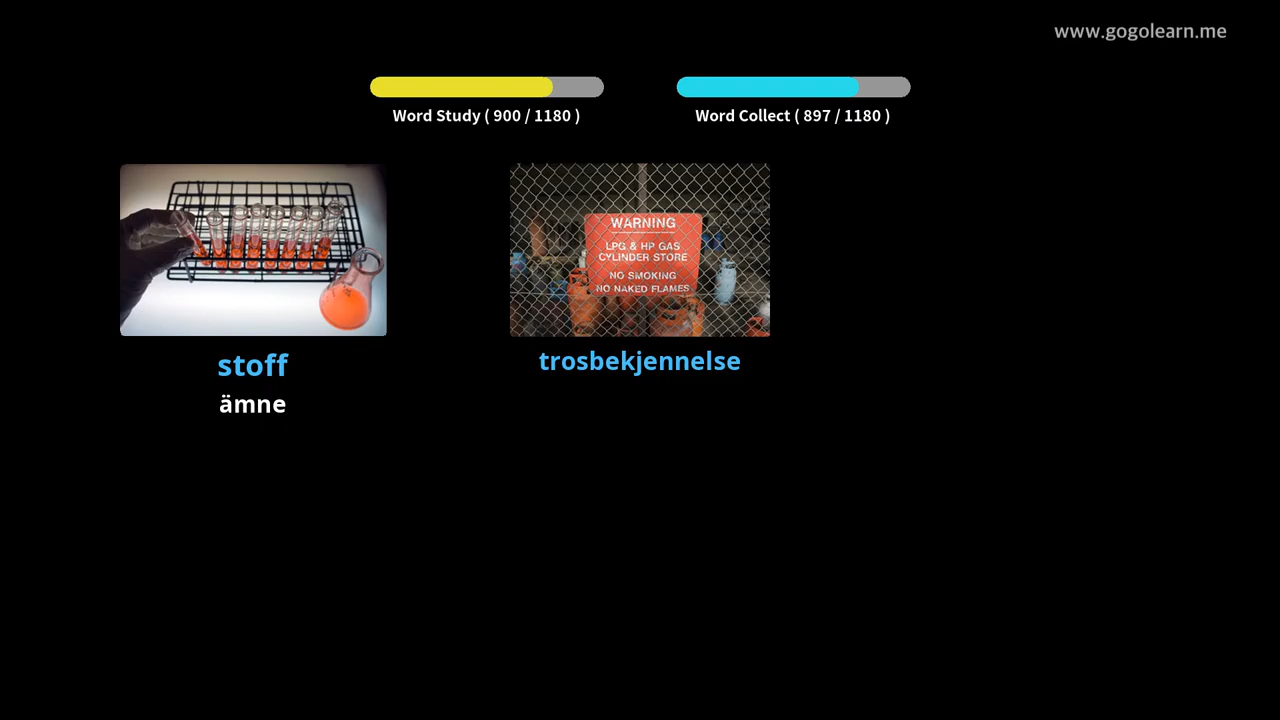 www.gogolearn.me
Word Study ( 900 / 1180 )
Word Collect ( 897 / 1180 )
WARNING
LPG & HP GAS
CYLINDER STORE
NO SMOKING
NO NAKED FLAMES
stoff
ämne
trosbekjennelse